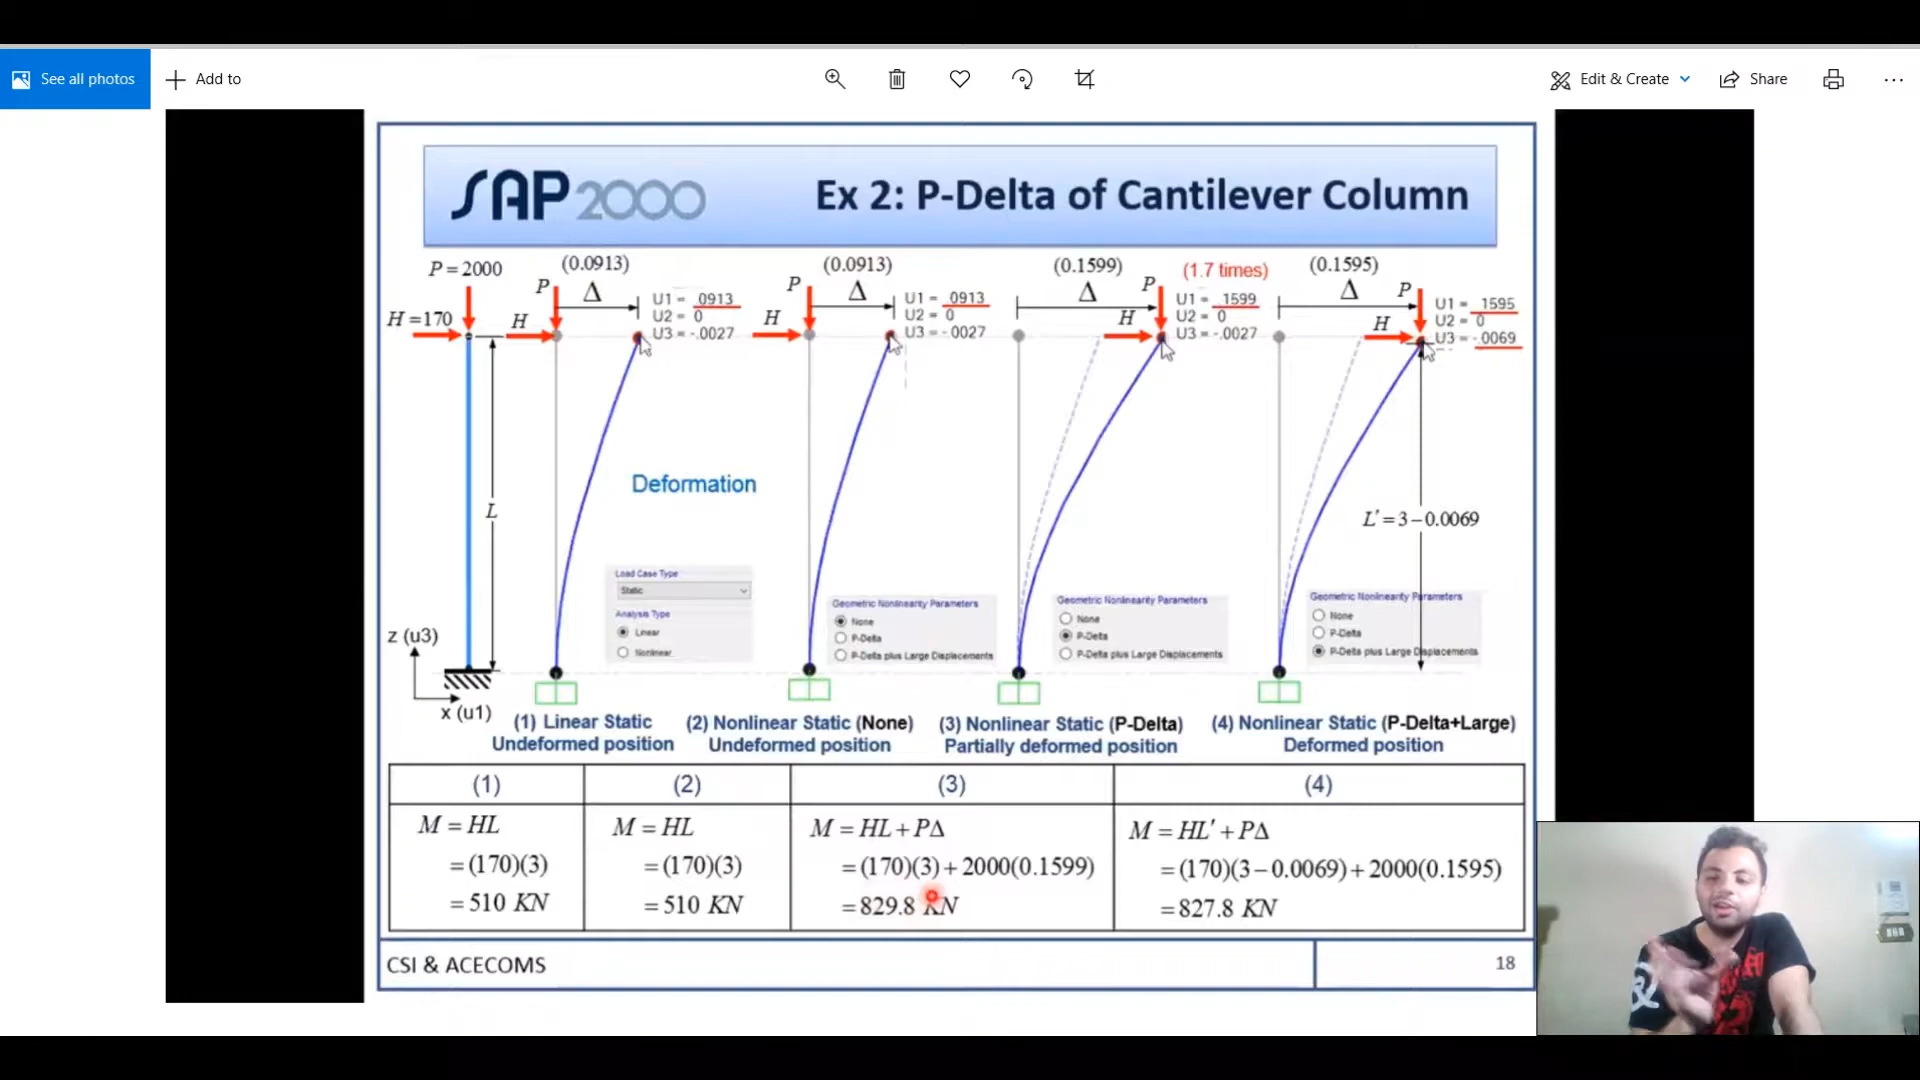 See all photos
Add to
Edit & Create
Share
SAP2000
Ex 2: P-Delta of Cantilever Column
P = 2000
H =170
L
z (u3)
x (u1)
(0.0913)
P
Δ
H
U1 = .0913
U2 = 0
U3 = -.0027
Deformation
Load Case Type
Static
Analysis Type
Linear
Nonlinear
(0.0913)
P
Δ
H
U1 = .0913
U2 = 0
U3 = -.0027
Geometric Nonlinearity Parameters
None
P-Delta
P-Delta plus Large Displacements
(0.1599)
(1.7 times)
P
Δ
H
U1 = .1599
U2 = 0
U3 = -.0027
Geometric Nonlinearity Parameters
None
P-Delta
P-Delta plus Large Displacements
(0.1595)
P
Δ
H
U1 = .1595
U2 = 0
U3 = -.0069
L' = 3 – 0.0069
Geometric Nonlinearity Parameters
None
P-Delta
P-Delta plus Large Displacements
(1) Linear Static
Undeformed position
(2) Nonlinear Static (None)
Undeformed position
(3) Nonlinear Static (P-Delta)
Partially deformed position
(4) Nonlinear Static (P-Delta+Large)
Deformed position
(1)
(2)
(3)
(4)
M = HL
= (170)(3)
= 510 KN
M = HL
= (170)(3)
= 510 KN
M = HL + PΔ
= (170)(3) + 2000(0.1599)
= 829.8 KN
M = HL' + PΔ
= (170)(3 – 0.0069) + 2000(0.1595)
= 827.8 KN
CSI & ACECOMS
18